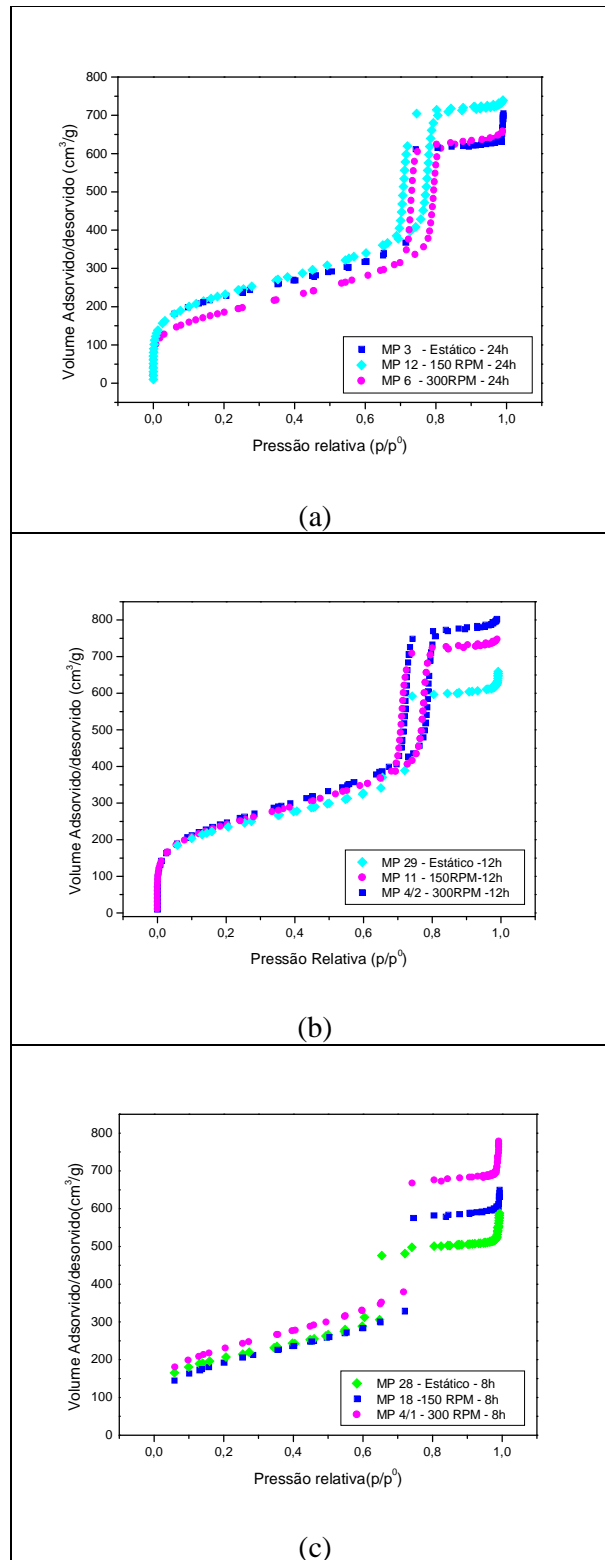 800
700
600
500
400
300
200
100
0
Volume Adsorvido/desorvido (cm³/g)
MP 3 - Estático - 24h
MP 12 - 150 RPM - 24h
MP 6 - 300RPM - 24h
0,0 0,2 0,4 0,6 0,8 1,0
Pressão relativa (p/p⁰)
(a)
800
700
600
500
400
300
200
100
0
Volume Adsorvido/desorvido (cm³/g)
MP 29 - Estático -12h
MP 11 - 150RPM-12h
MP 4/2 - 300RPM -12h
0,0 0,2 0,4 0,6 0,8 1,0
Pressão Relativa (p/p⁰)
(b)
800
700
600
500
400
300
200
100
0
Volume Adsorvido/desorvido(cm³/g)
MP 28 - Estático - 8h
MP 18 -150 RPM - 8h
MP 4/1 - 300 RPM - 8h
0,0 0,2 0,4 0,6 0,8 1,0
Pressão relativa(p/p⁰)
(c)